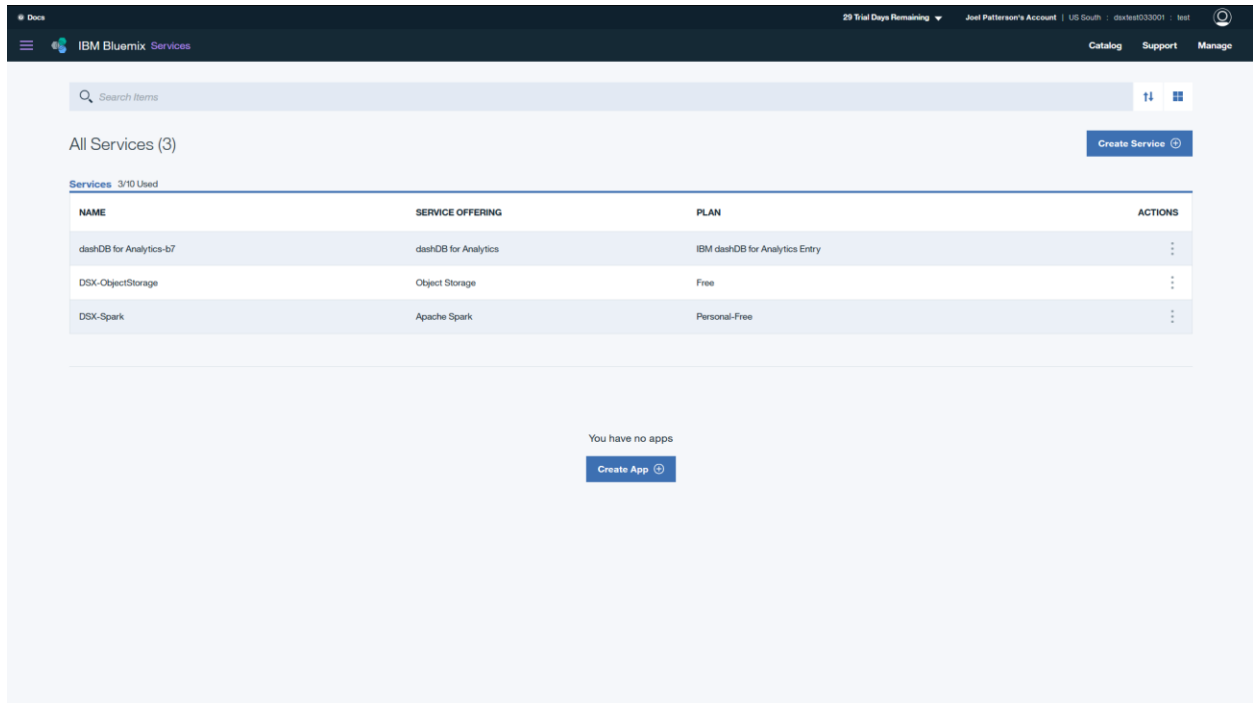 Docs 29 Trial Days Remaining Joel Patterson's Account | US South : dsxtest033001 : test
IBM Bluemix Services Catalog Support Manage
Search Items
All Services (3) Create Service
Services 3/10 Used
NAME SERVICE OFFERING PLAN ACTIONS
dashDB for Analytics-b7 dashDB for Analytics IBM dashDB for Analytics Entry
DSX-ObjectStorage Object Storage Free
DSX-Spark Apache Spark Personal-Free
You have no apps
Create App